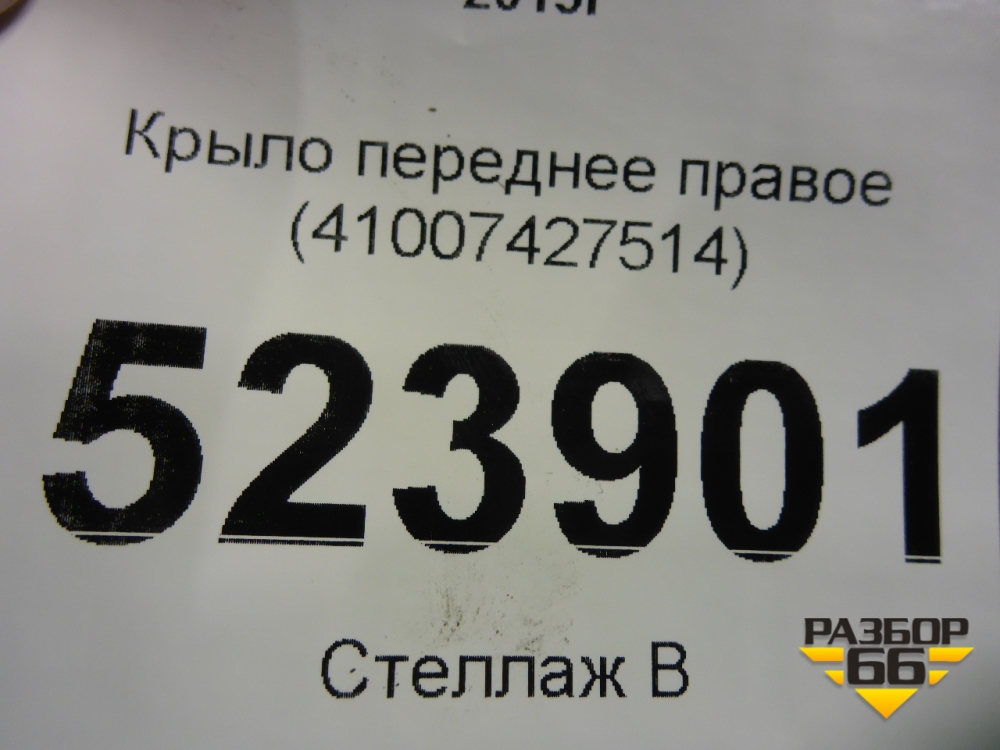 Крыло переднее правое
(41007427514)
523901
Стеллаж В
РАЗБОР
66